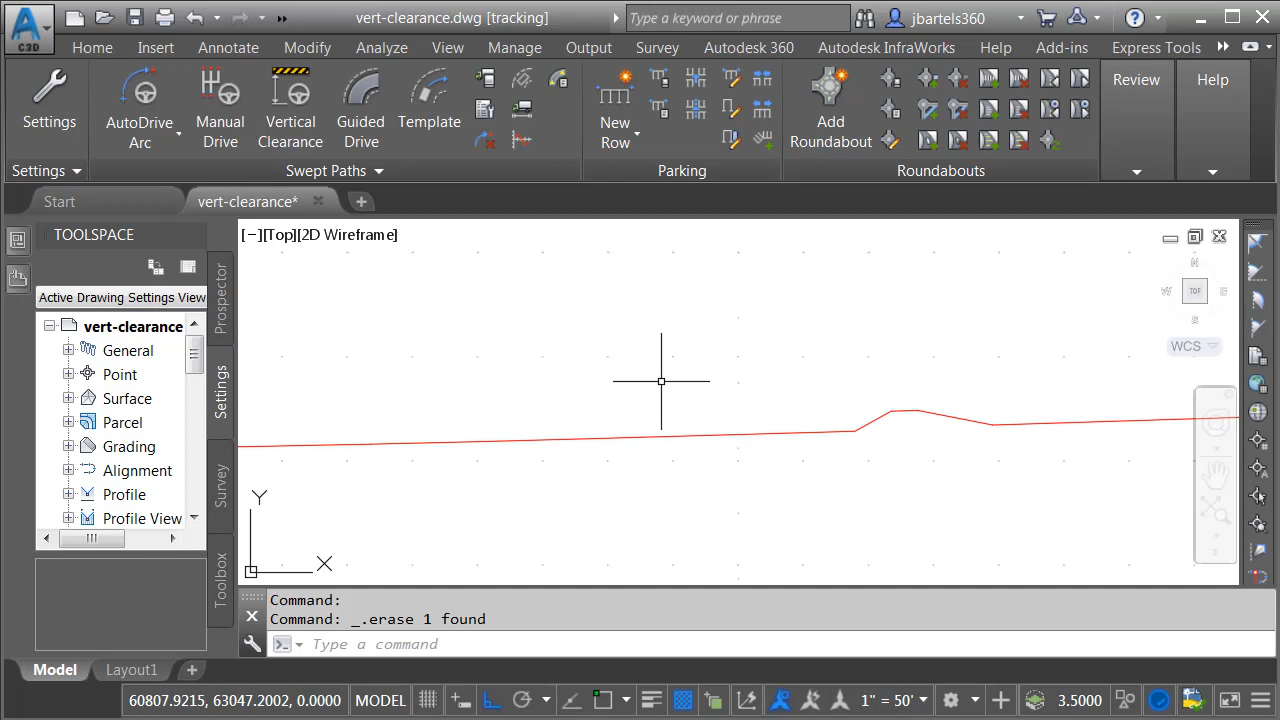 vert-clearance.dwg [tracking]
Type a keyword or phrase
jbartels360
C3D
Home Insert Annotate Modify Analyze View Manage Output Survey Autodesk 360 Autodesk InfraWorks Help Add-ins Express Tools
Settings
AutoDrive Arc
Manual Drive
Vertical Clearance
Guided Drive
Template
New Row
Add Roundabout
Review
Help
Settings
Swept Paths
Parking
Roundabouts
Start
vert-clearance*
TOOLSPACE
Active Drawing Settings View
vert-clearance
General
Point
Surface
Parcel
Grading
Alignment
Profile
Profile View
Prospector
Settings
Survey
Toolbox
[−][Top][2D Wireframe]
N
W
TOP
E
S
WCS
Y
X
Command:
Command: _.erase 1 found
Type a command
Model
Layout1
60807.9215, 63047.2002, 0.0000
MODEL
1" = 50'
3.5000